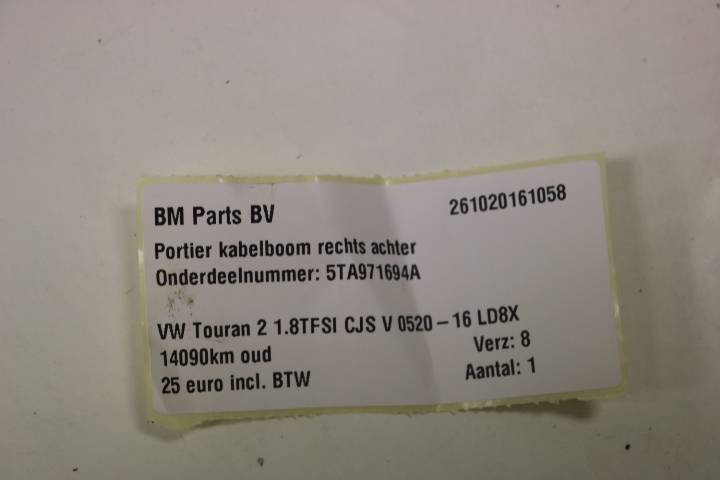 BM Parts BV 261020161058
Portier kabelboom rechts achter
Onderdeelnummer: 5TA971694A
VW Touran 2 1.8TFSI CJS V 0520-16 LD8X
14090km oud Verz: 8
25 euro incl. BTW Aantal: 1